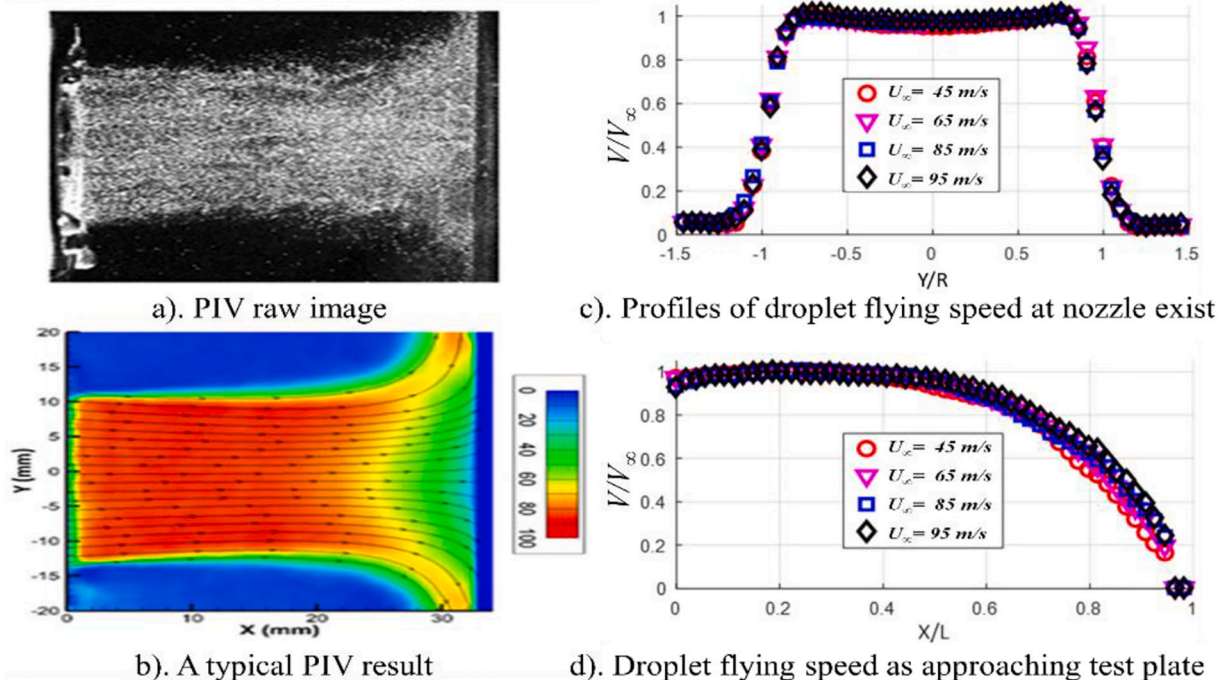 a). PIV raw image
1
0.8
0.6
0.4
0.2
0
V/V∞
U∞= 45 m/s
U∞= 65 m/s
U∞= 85 m/s
U∞= 95 m/s
-1.5 -1 -0.5 0 0.5 1 1.5
Y/R
c). Profiles of droplet flying speed at nozzle exist
20
15
10
5
0
-5
-10
-15
-20
Y (mm)
0 10 20 30
X (mm)
0
20
40
60
80
100
b). A typical PIV result
1
0.8
0.6
0.4
0.2
0
V/V∞
U∞= 45 m/s
U∞= 65 m/s
U∞= 85 m/s
U∞= 95 m/s
0 0.2 0.4 0.6 0.8 1
X/L
d). Droplet flying speed as approaching test plate